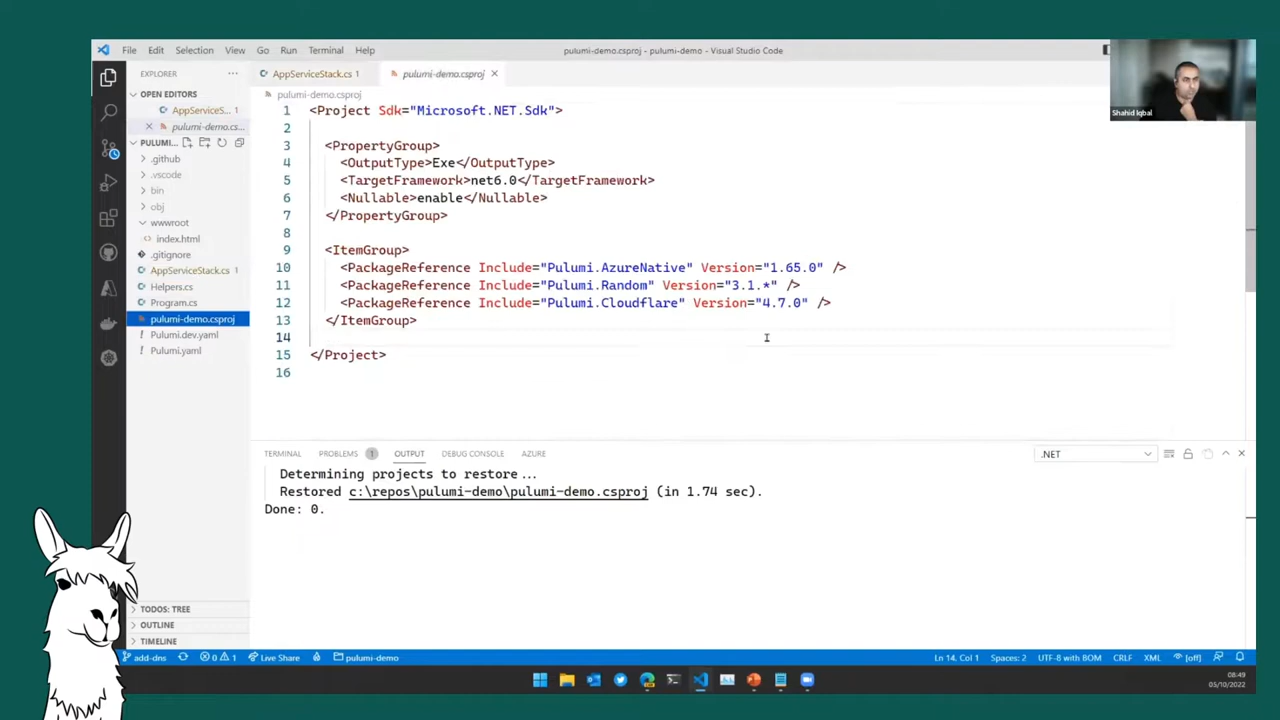 File Edit Selection View Go Run Terminal Help
pulumi-demo.csproj - pulumi-demo - Visual Studio Code
EXPLORER
AppServiceStack.cs 1
pulumi-demo.csproj
OPEN EDITORS
AppServiceS... 1
pulumi-demo.cs...
PULUMI...
.github
.vscode
bin
obj
wwwroot
index.html
.gitignore
AppServiceStack.cs 1
Helpers.cs
Program.cs
pulumi-demo.csproj
! Pulumi.dev.yaml
! Pulumi.yaml
TODOS: TREE
OUTLINE
TIMELINE
pulumi-demo.csproj
1 <Project Sdk="Microsoft.NET.Sdk">
2
3 <PropertyGroup>
4 <OutputType>Exe</OutputType>
5 <TargetFramework>net6.0</TargetFramework>
6 <Nullable>enable</Nullable>
7 </PropertyGroup>
8
9 <ItemGroup>
10 <PackageReference Include="Pulumi.AzureNative" Version="1.65.0" />
11 <PackageReference Include="Pulumi.Random" Version="3.1.*" />
12 <PackageReference Include="Pulumi.Cloudflare" Version="4.7.0" />
13 </ItemGroup>
14
15 </Project>
16
Shahid Iqbal
TERMINAL PROBLEMS 1 OUTPUT DEBUG CONSOLE AZURE
.NET
Determining projects to restore...
Restored c:\repos\pulumi-demo\pulumi-demo.csproj (in 1.74 sec).
Done: 0.
add-dns 0 1 Live Share pulumi-demo
Ln 14, Col 1 Spaces: 2 UTF-8 with BOM CRLF XML [off]
08:49
05/10/2022